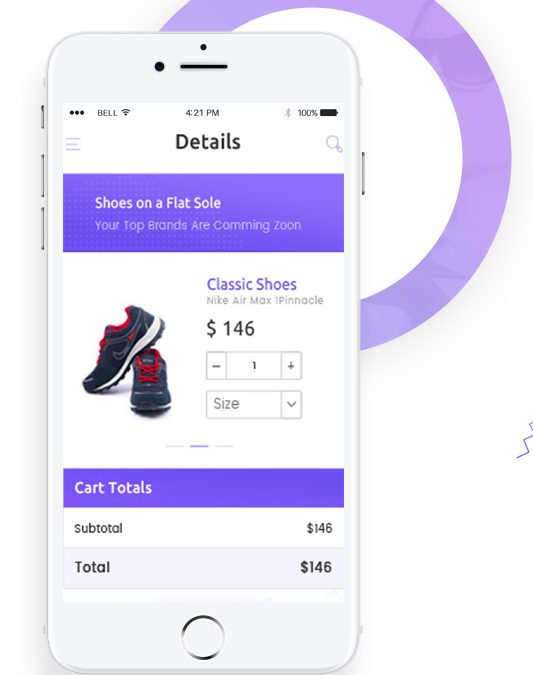 BELL 4:21 PM 100%
Details
Shoes on a Flat Sole
Your Top Brands Are Comming Zoon
Classic Shoes
Nike Air Max 1Pinnacle
$ 146
− 1 +
Size
Cart Totals
Subtotal $146
Total $146